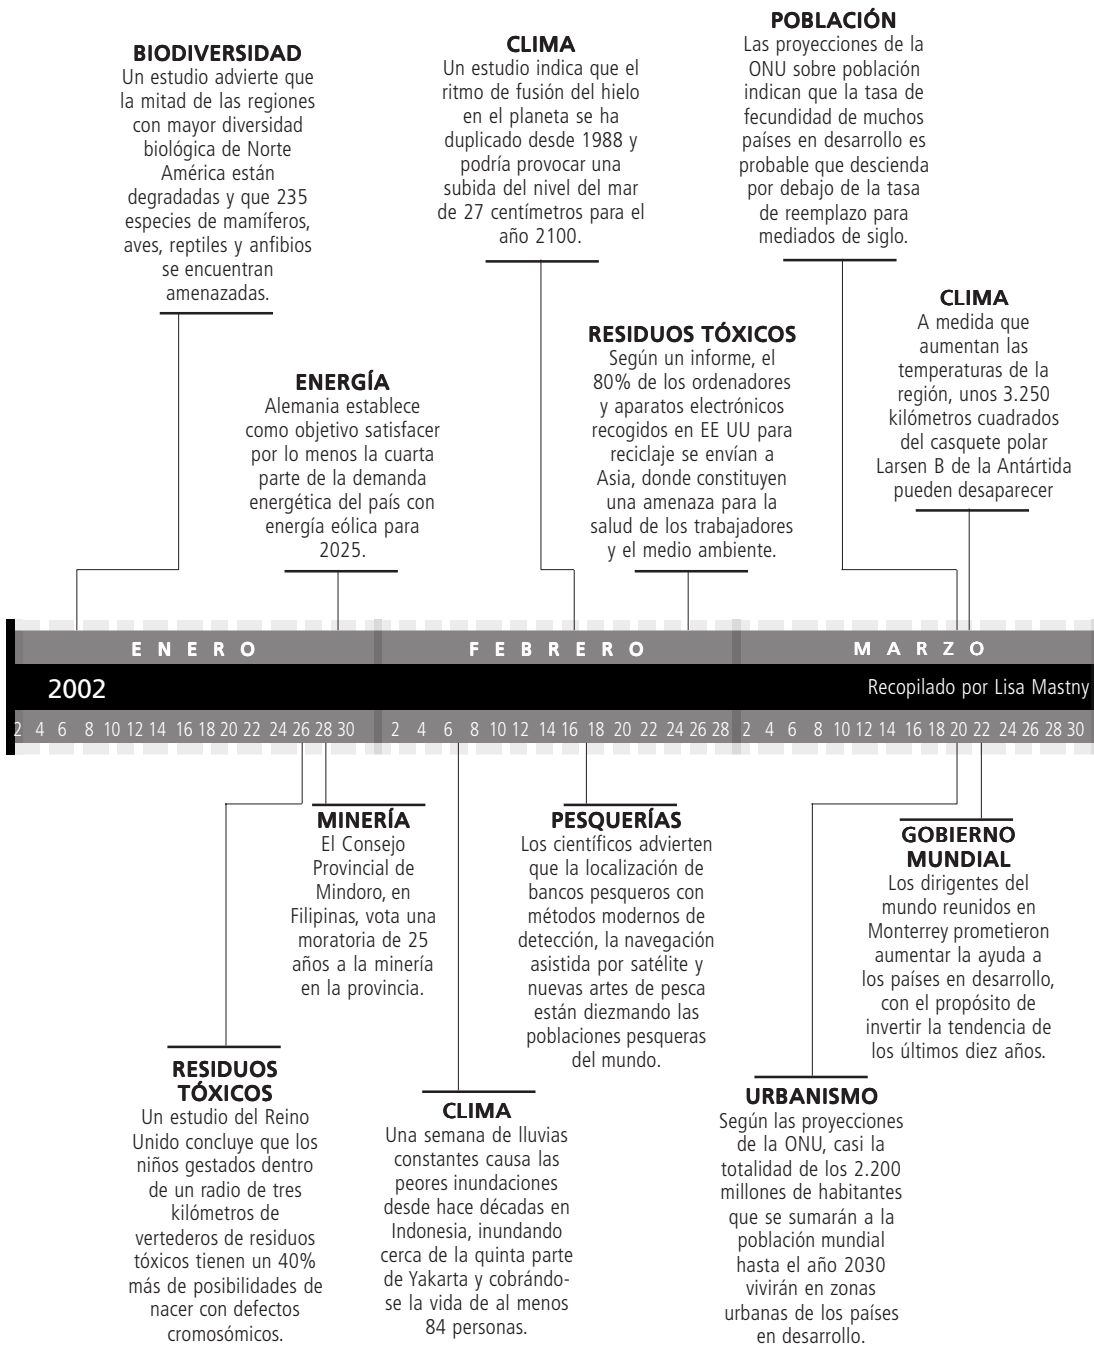 BIODIVERSIDAD
Un estudio advierte que
la mitad de las regiones
con mayor diversidad
biológica de Norte
América están
degradadas y que 235
especies de mamíferos,
aves, reptiles y anfibios
se encuentran
amenazadas.
ENERGÍA
Alemania establece
como objetivo satisfacer
por lo menos la cuarta
parte de la demanda
energética del país con
energía eólica para
2025.
CLIMA
Un estudio indica que el
ritmo de fusión del hielo
en el planeta se ha
duplicado desde 1988 y
podría provocar una
subida del nivel del mar
de 27 centímetros para el
año 2100.
RESIDUOS TÓXICOS
Según un informe, el
80% de los ordenadores
y aparatos electrónicos
recogidos en EE UU para
reciclaje se envían a
Asia, donde constituyen
una amenaza para la
salud de los trabajadores
y el medio ambiente.
POBLACIÓN
Las proyecciones de la
ONU sobre población
indican que la tasa de
fecundidad de muchos
países en desarrollo es
probable que descienda
por debajo de la tasa
de reemplazo para
mediados de siglo.
CLIMA
A medida que
aumentan las
temperaturas de la
región, unos 3.250
kilómetros cuadrados
del casquete polar
Larsen B de la Antártida
pueden desaparecer
ENERO FEBRERO MARZO
2002 Recopilado por Lisa Mastny
2 4 6 8 10 12 14 16 18 20 22 24 26 28 30 2 4 6 8 10 12 14 16 18 20 22 24 26 28 2 4 6 8 10 12 14 16 18 20 22 24 26 28 30
RESIDUOS
TÓXICOS
Un estudio del Reino
Unido concluye que los
niños gestados dentro
de un radio de tres
kilómetros de
vertederos de residuos
tóxicos tienen un 40%
más de posibilidades de
nacer con defectos
cromosómicos.
MINERÍA
El Consejo
Provincial de
Mindoro, en
Filipinas, vota una
moratoria de 25
años a la minería
en la provincia.
CLIMA
Una semana de lluvias
constantes causa las
peores inundaciones
desde hace décadas en
Indonesia, inundando
cerca de la quinta parte
de Yakarta y cobrándo-
se la vida de al menos
84 personas.
PESQUERÍAS
Los científicos advierten
que la localización de
bancos pesqueros con
métodos modernos de
detección, la navegación
asistida por satélite y
nuevas artes de pesca
están diezmando las
poblaciones pesqueras
del mundo.
URBANISMO
Según las proyecciones
de la ONU, casi la
totalidad de los 2.200
millones de habitantes
que se sumarán a la
población mundial
hasta el año 2030
vivirán en zonas
urbanas de los países
en desarrollo.
GOBIERNO
MUNDIAL
Los dirigentes del
mundo reunidos en
Monterrey prometieron
aumentar la ayuda a
los países en desarrollo,
con el propósito de
invertir la tendencia de
los últimos diez años.